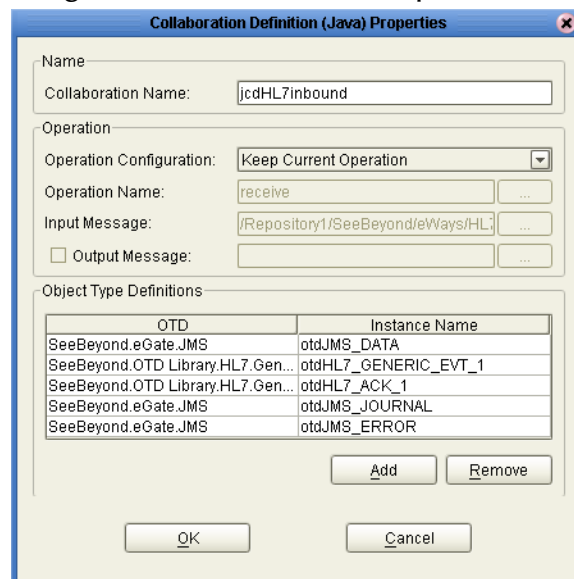 Collaboration Definition (Java) Properties
Name
Collaboration Name: jcdHL7inbound
Operation
Operation Configuration: Keep Current Operation
Operation Name: receive ...
Input Message: /Repository1/SeeBeyond/eWays/HL7 ...
Output Message: ...
Object Type Definitions
OTD Instance Name
SeeBeyond.eGate.JMS otdJMS_DATA
SeeBeyond.OTD Library.HL7.Gen... otdHL7_GENERIC_EVT_1
SeeBeyond.OTD Library.HL7.Gen... otdHL7_ACK_1
SeeBeyond.eGate.JMS otdJMS_JOURNAL
SeeBeyond.eGate.JMS otdJMS_ERROR
Add Remove
OK Cancel